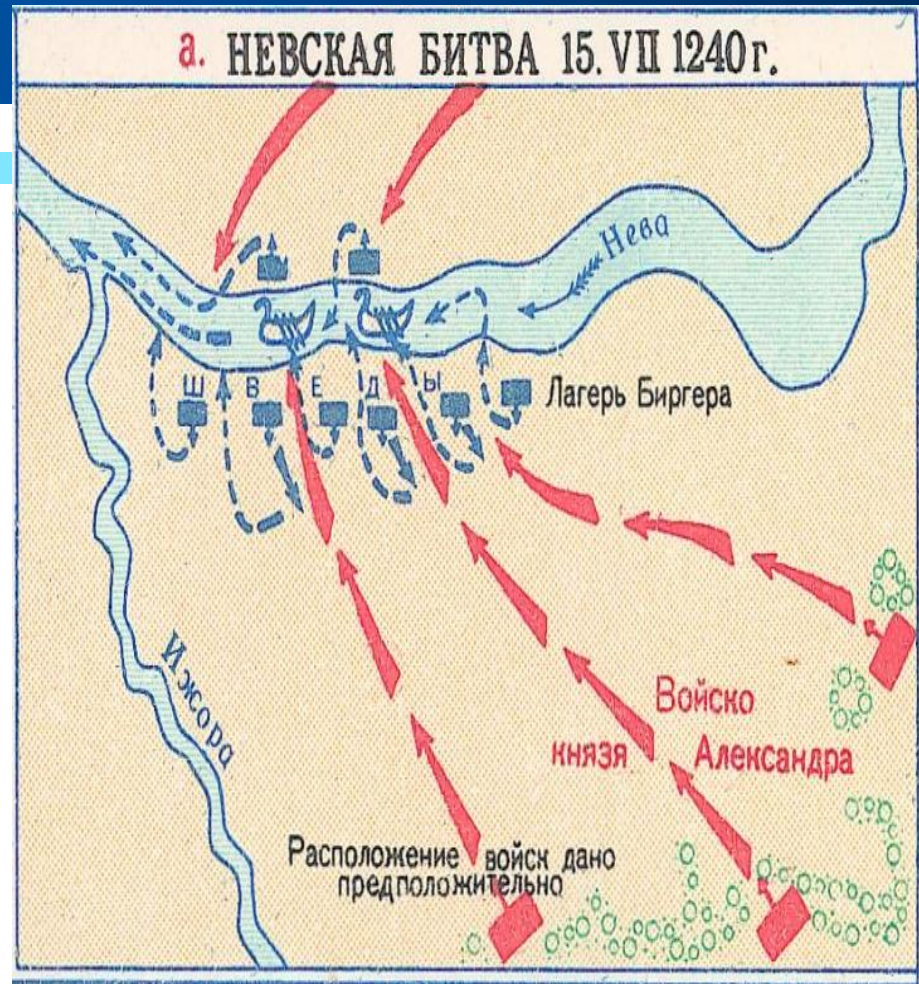 а. НЕВСКАЯ БИТВА 15. VII 1240 г.
Нева
Ш В Е Д Ы
Лагерь Биргера
Ижора
Войско
князя Александра
Расположение войск дано
предположительно